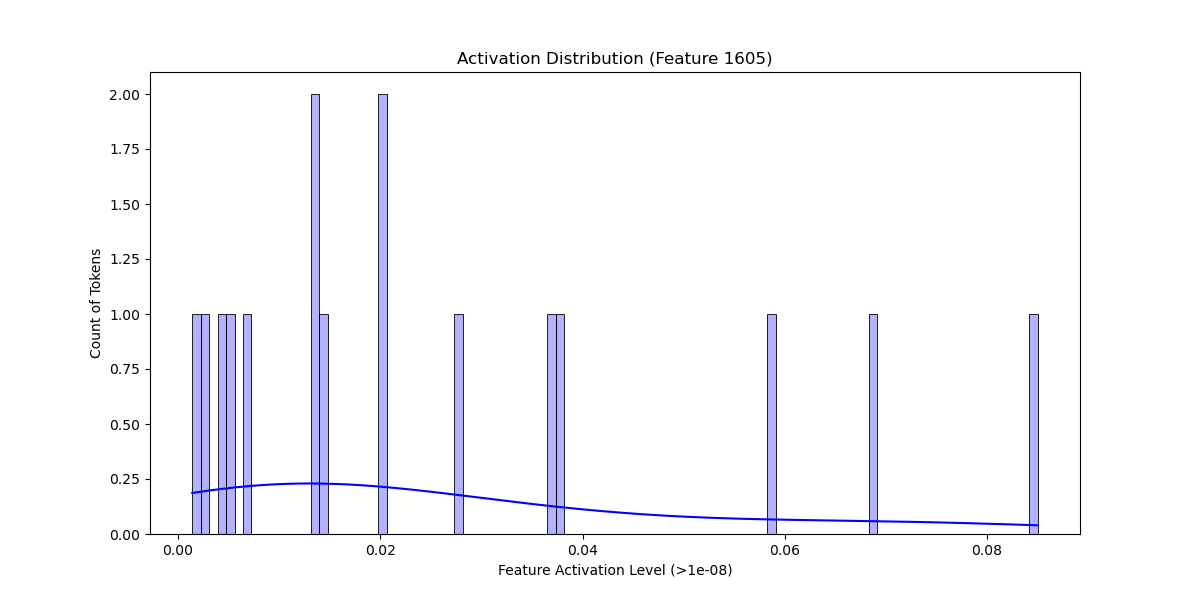 Activation Distribution (Feature 1605)
Count of Tokens
2.00
1.75
1.50
1.25
1.00
0.75
0.50
0.25
0.00
0.00 0.02 0.04 0.06 0.08
Feature Activation Level (>1e-08)